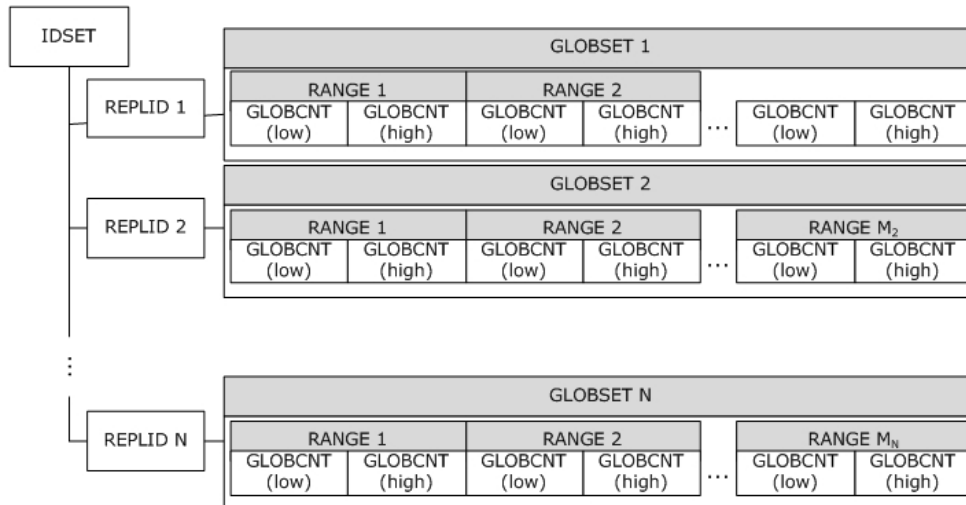 IDSET
GLOBSET 1
REPLID 1
RANGE 1 RANGE 2
GLOBCNT GLOBCNT GLOBCNT GLOBCNT GLOBCNT GLOBCNT
(low) (high) (low) (high) ... (low) (high)
GLOBSET 2
REPLID 2
RANGE 1 RANGE 2 RANGE M₂
GLOBCNT GLOBCNT GLOBCNT GLOBCNT GLOBCNT GLOBCNT
(low) (high) (low) (high) ... (low) (high)
...
GLOBSET N
REPLID N
RANGE 1 RANGE 2 RANGE Mₙ
GLOBCNT GLOBCNT GLOBCNT GLOBCNT GLOBCNT GLOBCNT
(low) (high) (low) (high) ... (low) (high)